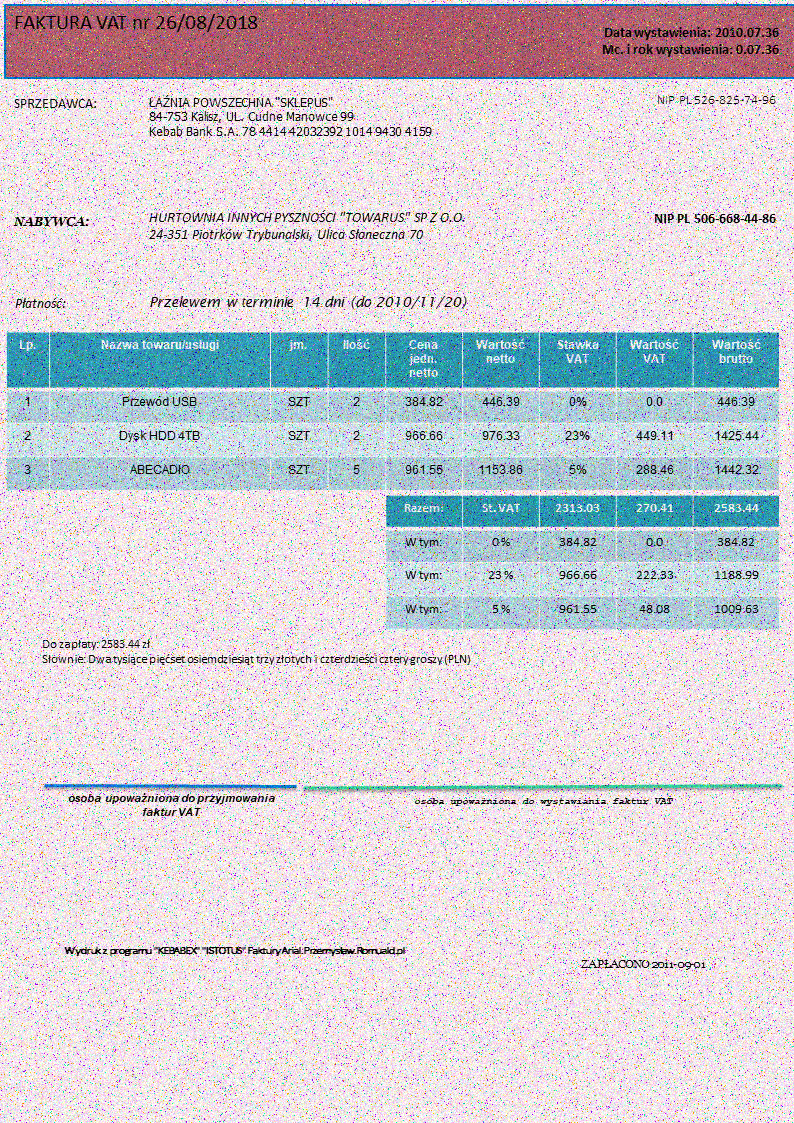 FAKTURA VAT nr 26/08/2018
Data wystawienia: 2010.07.36
Mc. i rok wystawienia: 0.07.36
SPRZEDAWCA: ŁAŹNIA POWSZECHNA "SKLEPUS" NIP PL 526-825-74-96
84-753 Kalisz, UL. Cudne Manowce 99
Kebab Bank S.A. 78 4414 42032392 1014 9430 4159
NABYWCA: HURTOWNIA INNYCH PYSZNOŚCI "TOWARUS" SP Z O.O. NIP PL 506-668-44-86
24-351 Piotrków Trybunalski, Ulica Słoneczna 70
Płatność: Przelewem w terminie 14 dni (do 2010/11/20)
Lp. Nazwa towaru/usługi jm. Ilość Cena jedn. netto Wartość netto Stawka VAT Wartość VAT Wartość brutto
1 Przewód USB SZT 2 384.82 446.39 0% 0.0 446.39
2 Dysk HDD 4TB SZT 2 966.66 976.33 23% 449.11 1425.44
3 ABECADIO SZT 5 961.55 1153.86 5% 288.46 1442.32
Razem: St. VAT 2313.03 270.41 2583.44
W tym: 0% 384.82 0.0 384.82
W tym: 23% 966.66 222.33 1188.99
W tym: 5% 961.55 48.08 1009.63
Do zapłaty: 2583.44 zł
Słownie: Dwa tysiące pięćset osiemdziesiąt trzy złotych i czterdzieści cztery groszy (PLN)
osoba upoważniona do przyjmowania
faktur VAT
osoba upoważniona do wystawiania faktur VAT
Wydruk z programu "KEBABEX" "ISTOTUS" Faktury Arial.Przemysław.Romuald.pl
ZAPŁACONO 2011-09-01